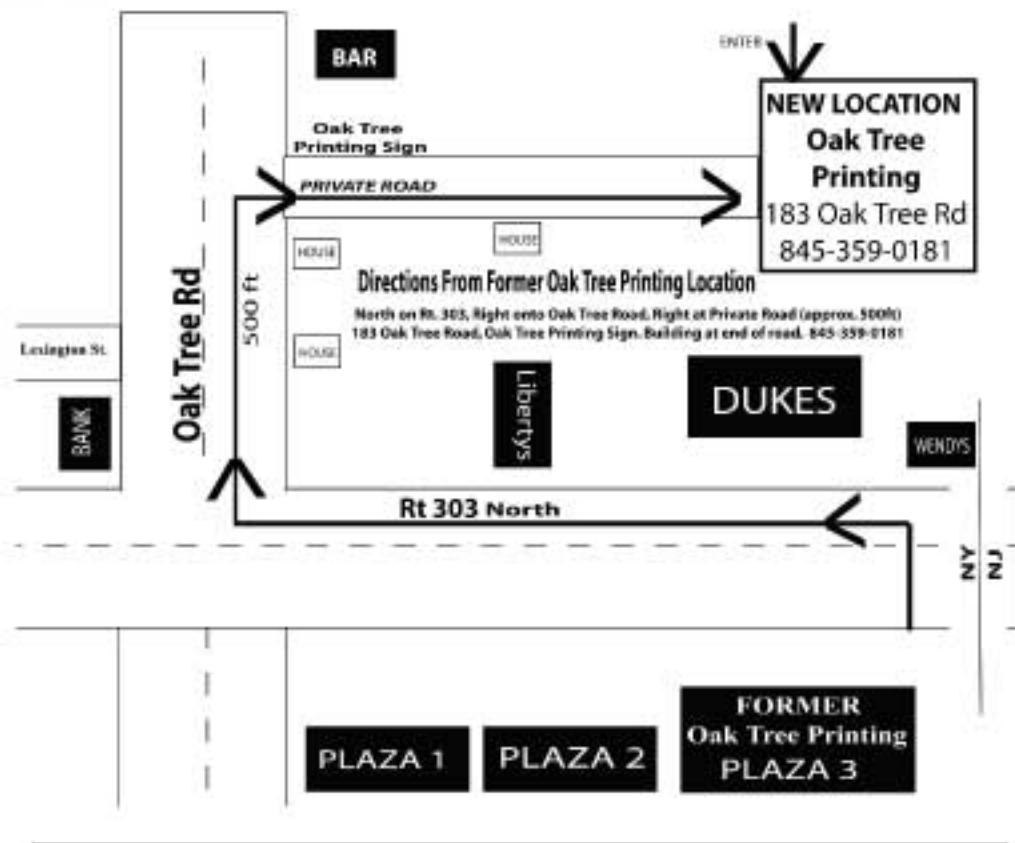 BAR
ENTER
NEW LOCATION
Oak Tree
Printing
183 Oak Tree Rd
845-359-0181
Oak Tree
Printing Sign
PRIVATE ROAD
HOUSE
HOUSE
Directions From Former Oak Tree Printing Location
North on Rt. 303, Right onto Oak Tree Road, Right at Private Road (approx. 500ft)
183 Oak Tree Road, Oak Tree Printing Sign. Building at end of road. 845-359-0181
HOUSE
500 ft
Oak Tree Rd
Lexington St.
BANK
Libertys
DUKES
WENDYS
Rt 303 North
NY
NJ
PLAZA 1
PLAZA 2
FORMER
Oak Tree Printing
PLAZA 3